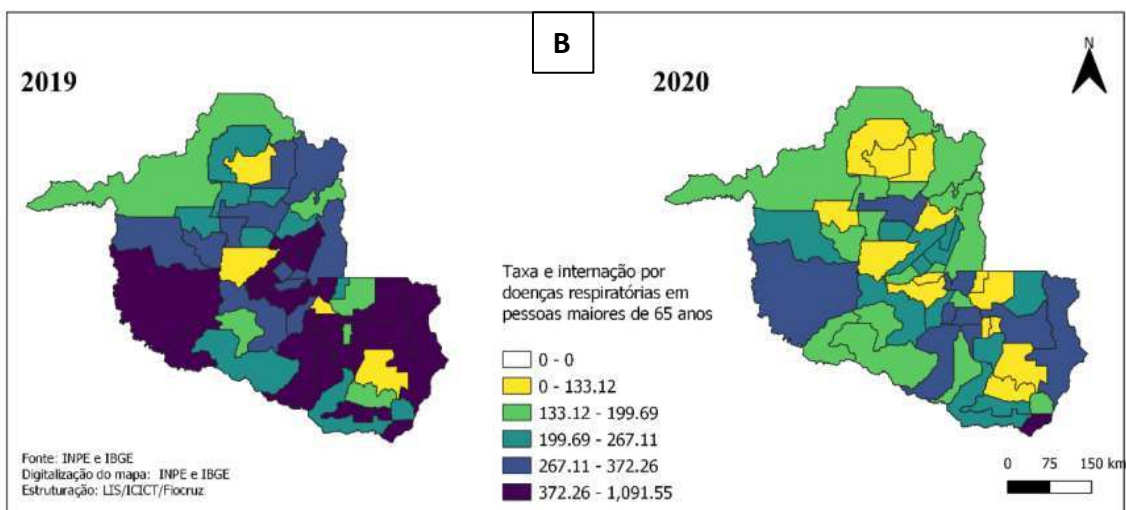 B
N
2019
2020
Taxa e internação por
doenças respiratórias em
pessoas maiores de 65 anos
0 - 0
0 - 133.12
133.12 - 199.69
199.69 - 267.11
267.11 - 372.26
372.26 - 1,091.55
Fonte: INPE e IBGE
Digitalização do mapa: INPE e IBGE
Estruturação: LIS/ICICT/Fiocruz
0 75 150 km